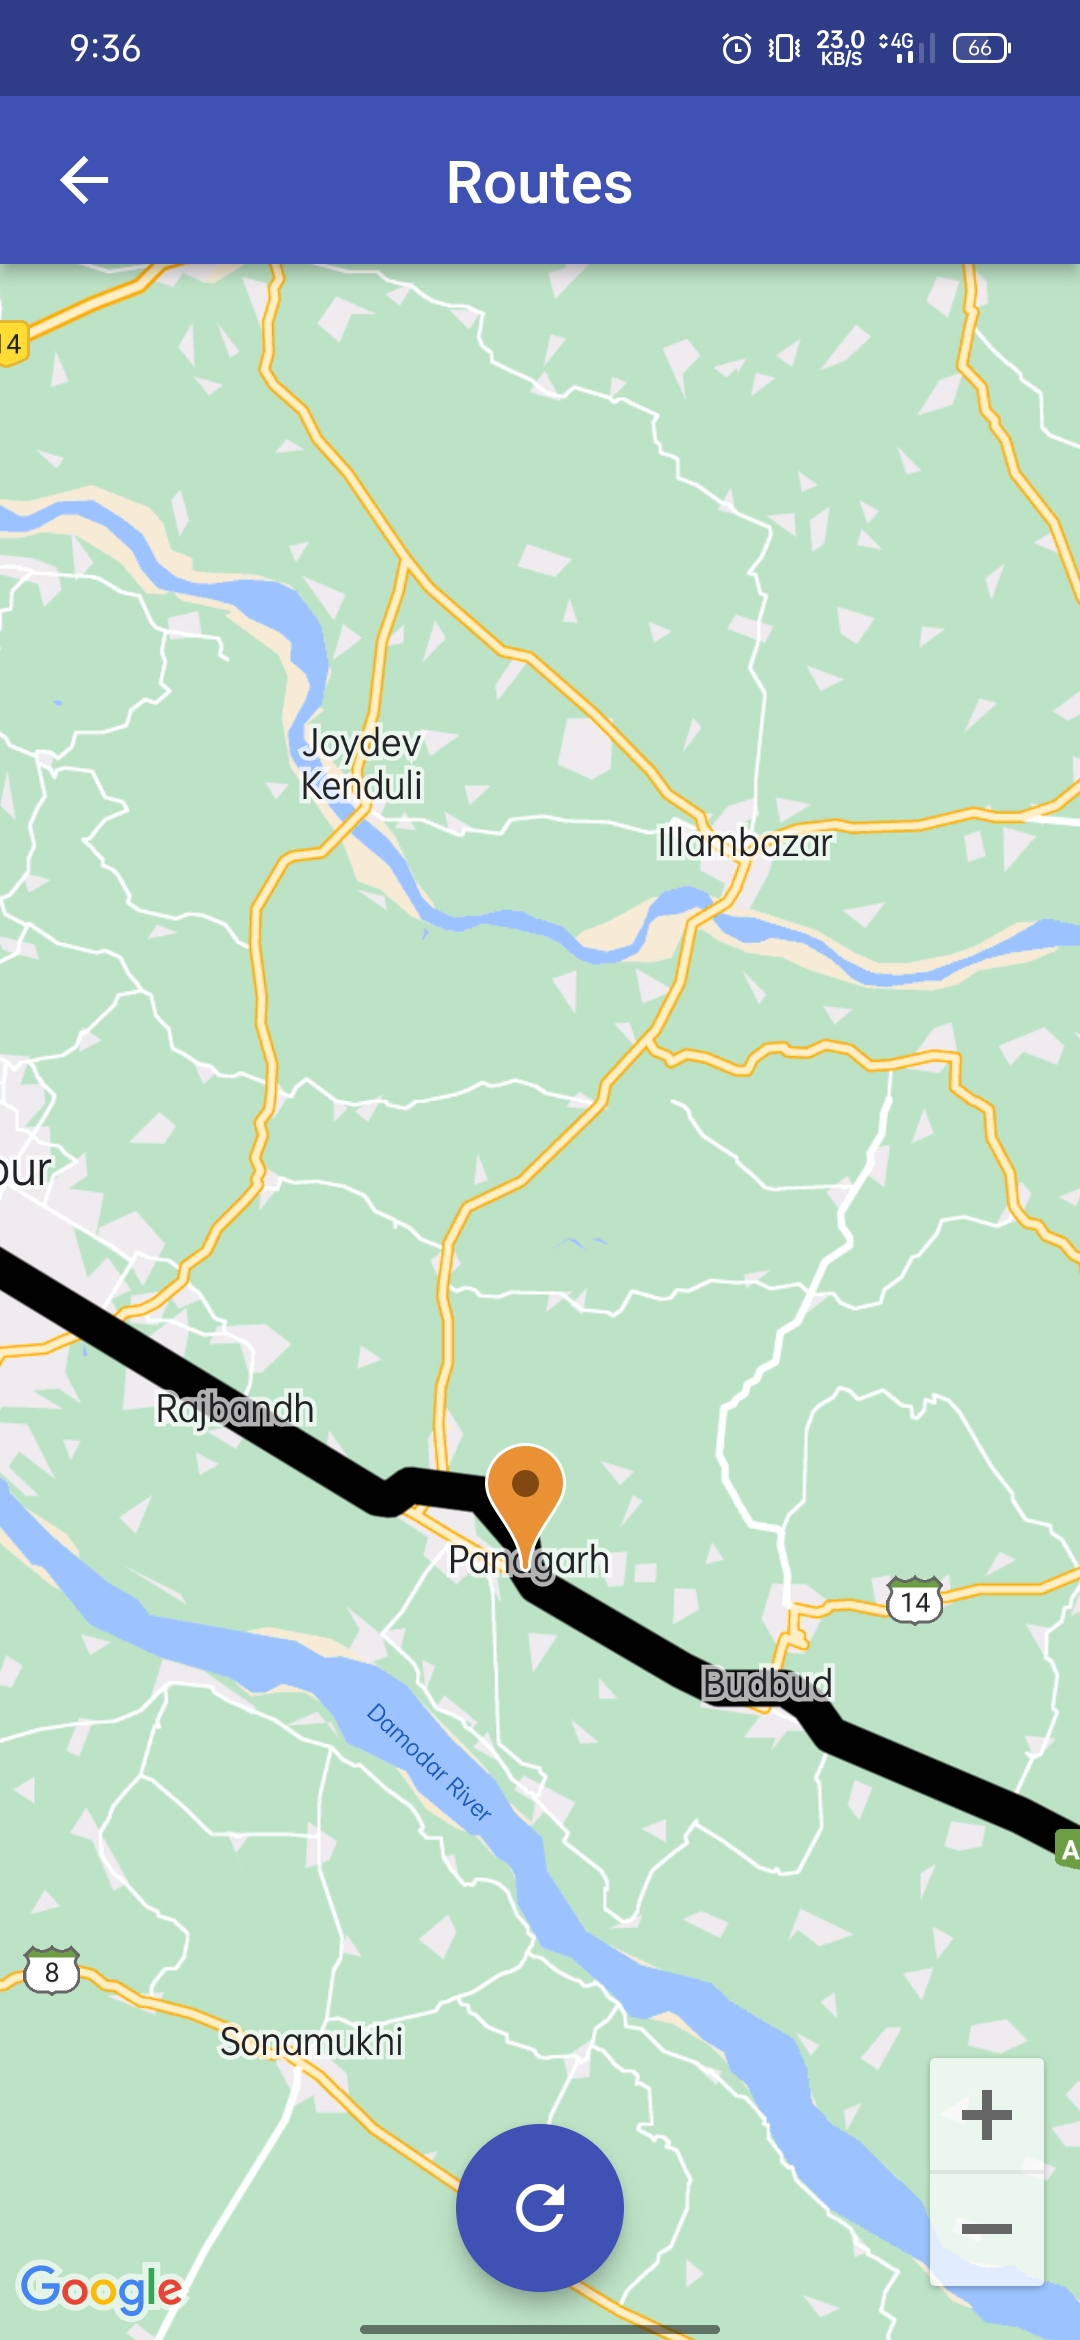 9:36
23.0
KB/S
4G
66
Routes
14
Joydev
Kenduli
Illambazar
pur
Rajbandh
Panagarh
14
Budbud
Damodar River
A
8
Sonamukhi
+
−
Google